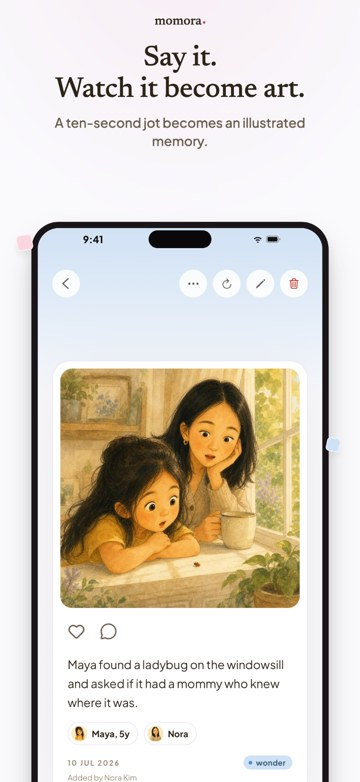 momora.
Say it.
Watch it become art.
A ten-second jot becomes an illustrated
memory.
9:41
Maya found a ladybug on the windowsill
and asked if it had a mommy who knew
where it was.
Maya, 5y
Nora
10 JUL 2026
wonder
Added by Nora Kim